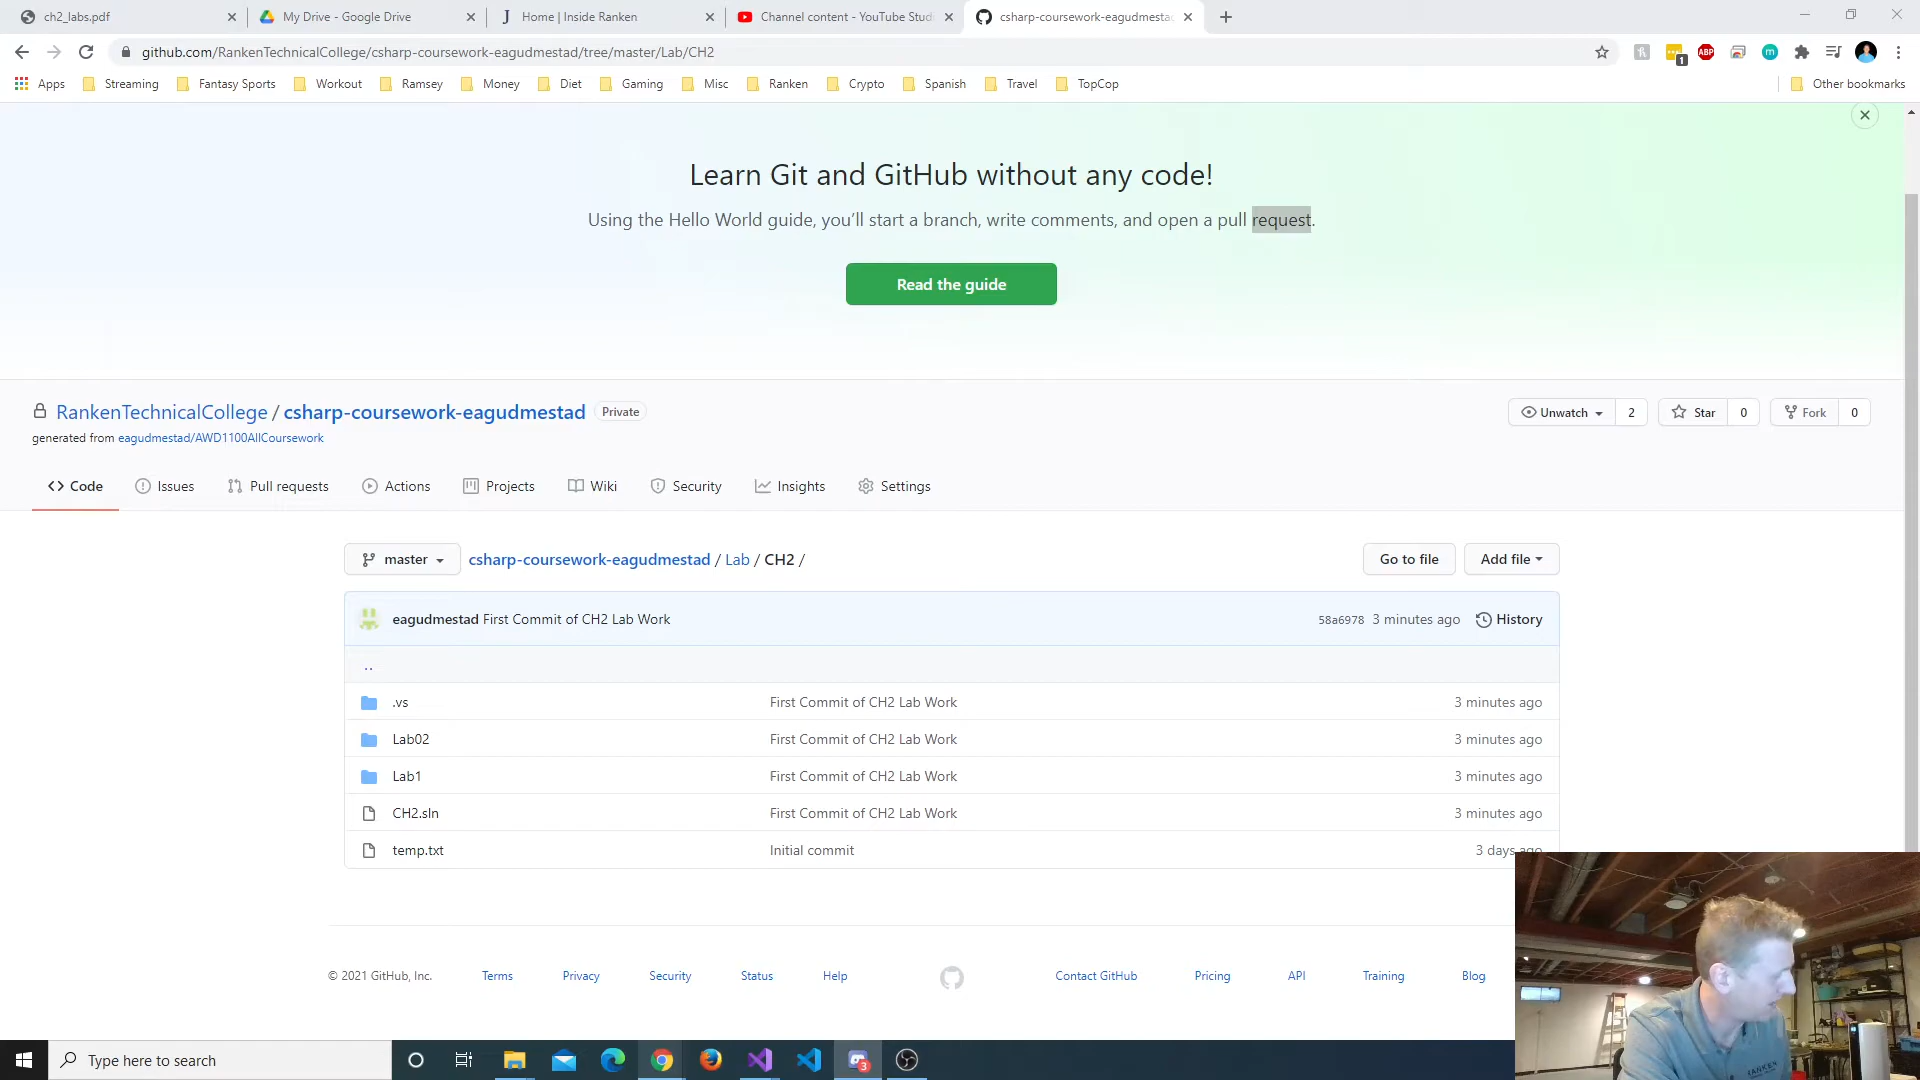 ch2_labs.pdf
My Drive - Google Drive
Home | Inside Ranken
Channel content - YouTube Studi
csharp-coursework-eagudmestad
github.com/RankenTechnicalCollege/csharp-coursework-eagudmestad/tree/master/Lab/CH2
1
ABP
m
Apps
Streaming
Fantasy Sports
Workout
Ramsey
Money
Diet
Gaming
Misc
Ranken
Crypto
Spanish
Travel
TopCop
Other bookmarks
Learn Git and GitHub without any code!
Using the Hello World guide, you’ll start a branch, write comments, and open a pull request.
Read the guide
RankenTechnicalCollege / csharp-coursework-eagudmestad Private
Unwatch 2
Star 0
Fork 0
generated from eagudmestad/AWD1100AllCoursework
Code
Issues
Pull requests
Actions
Projects
Wiki
Security
Insights
Settings
master
csharp-coursework-eagudmestad / Lab / CH2 /
Go to file
Add file
eagudmestad First Commit of CH2 Lab Work 58a6978 3 minutes ago History
..
.vs First Commit of CH2 Lab Work 3 minutes ago
Lab02 First Commit of CH2 Lab Work 3 minutes ago
Lab1 First Commit of CH2 Lab Work 3 minutes ago
CH2.sln First Commit of CH2 Lab Work 3 minutes ago
temp.txt Initial commit 3 days ago
© 2021 GitHub, Inc.
Terms
Privacy
Security
Status
Help
Contact GitHub
Pricing
API
Training
Blog
Type here to search
3
RANKEN